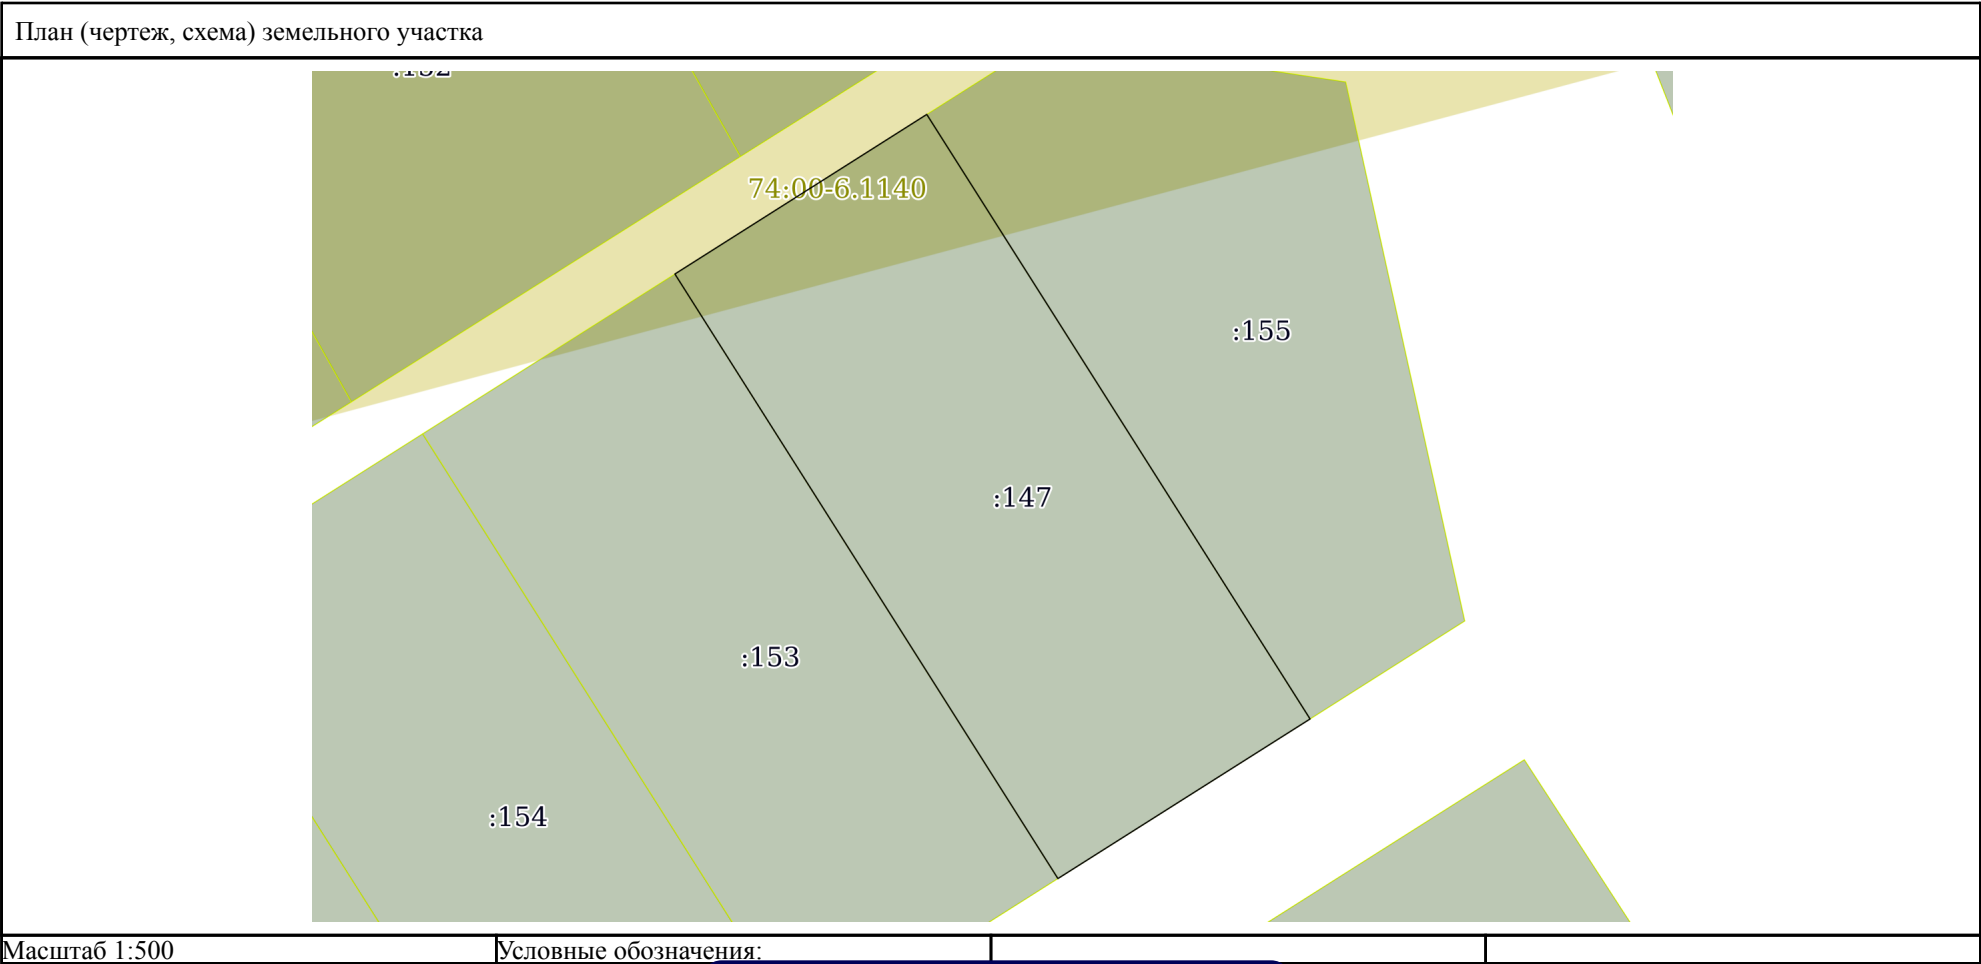 План (чертеж, схема) земельного участка
74:00-6.1140
:155
:147
:153
:154
Масштаб 1:500
Условные обозначения: